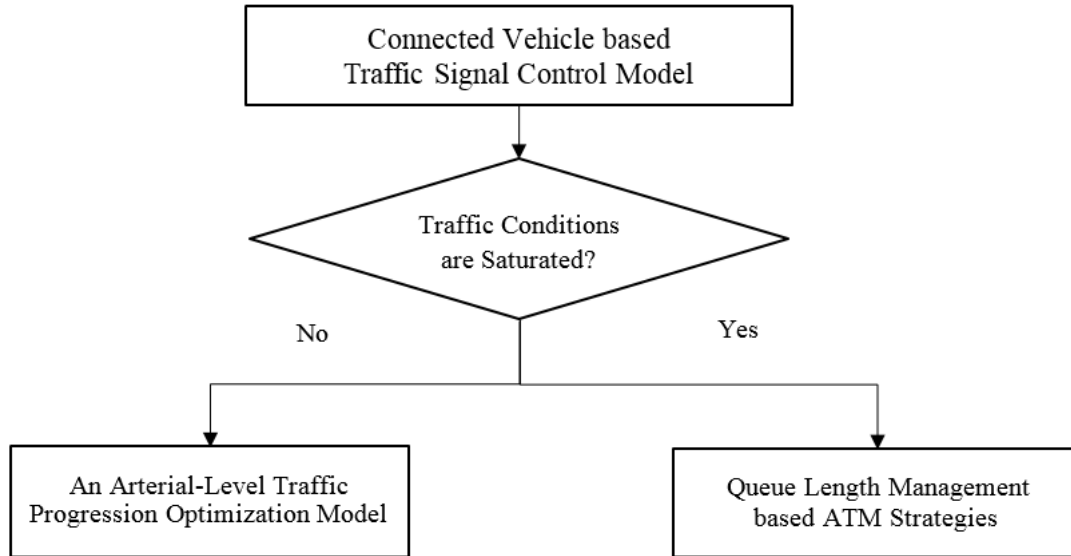 Connected Vehicle based
Traffic Signal Control Model
Traffic Conditions
are Saturated?
No
Yes
An Arterial-Level Traffic
Progression Optimization Model
Queue Length Management
based ATM Strategies